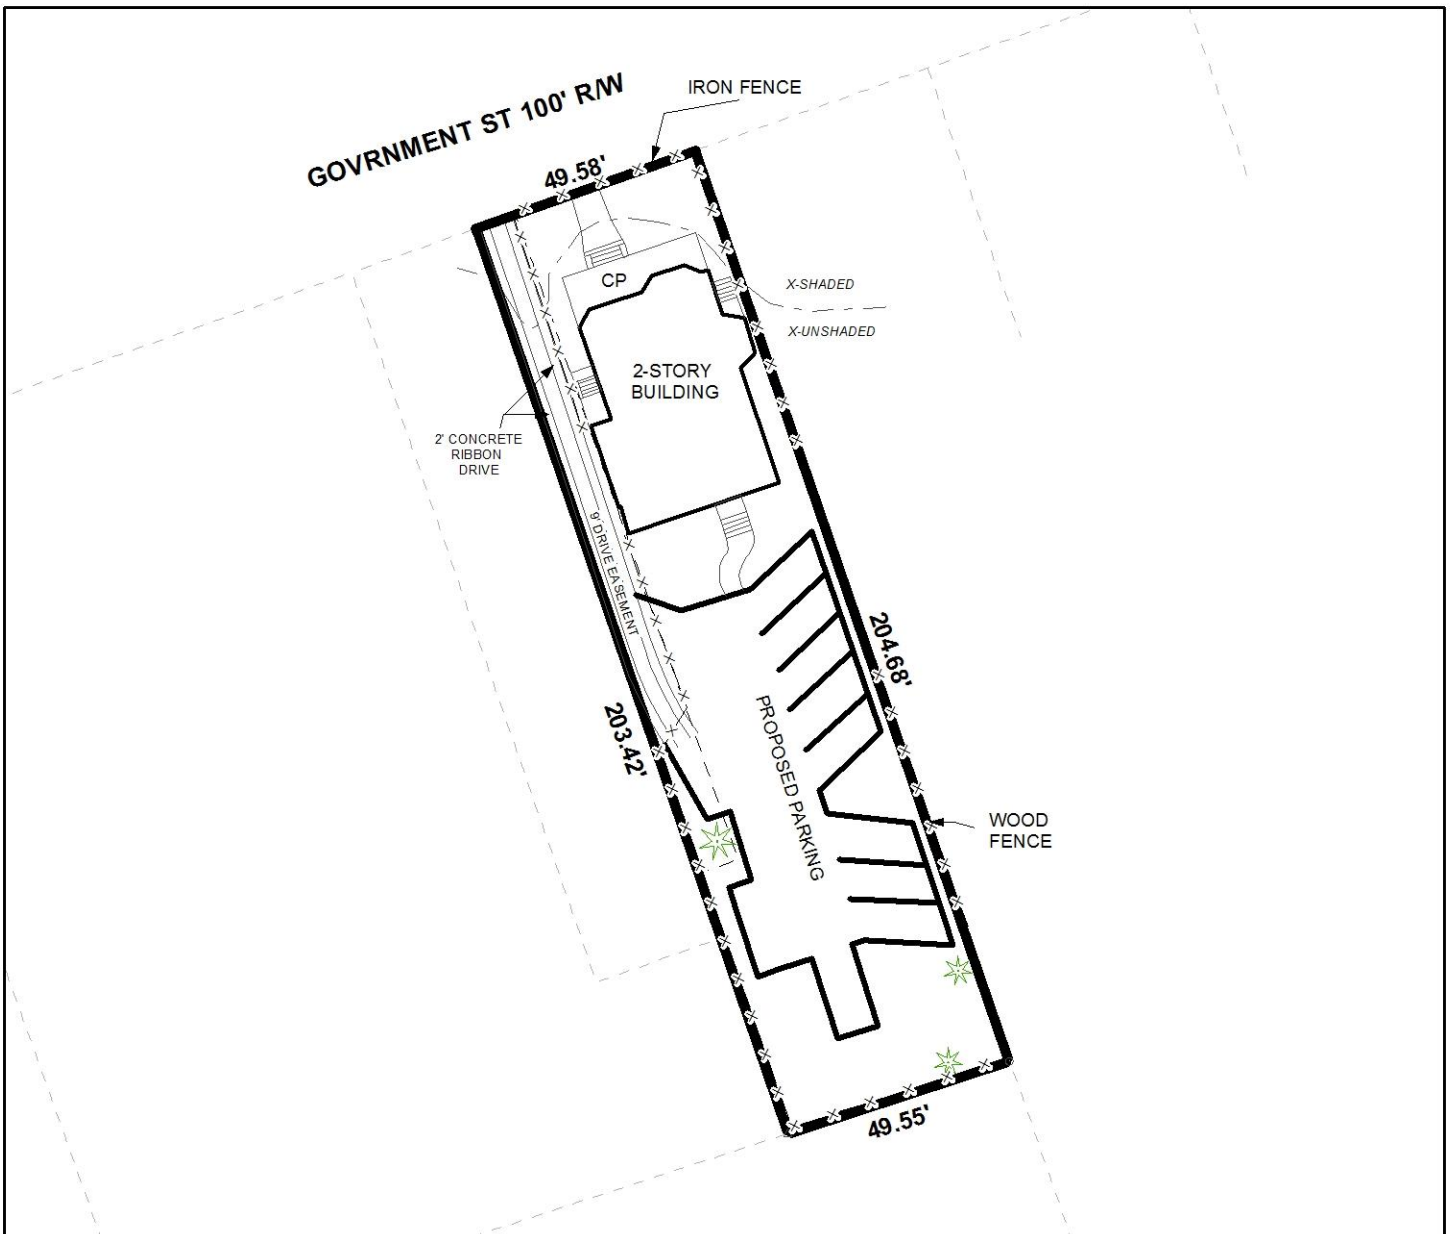 GOVRNMENT ST 100' R/W
IRON FENCE
49.58'
CP
X-SHADED
X-UNSHADED
2-STORY
BUILDING
2' CONCRETE
RIBBON
DRIVE
9' DRIVE EASEMENT
204.68'
203.42'
PROPOSED PARKING
WOOD
FENCE
49.55'